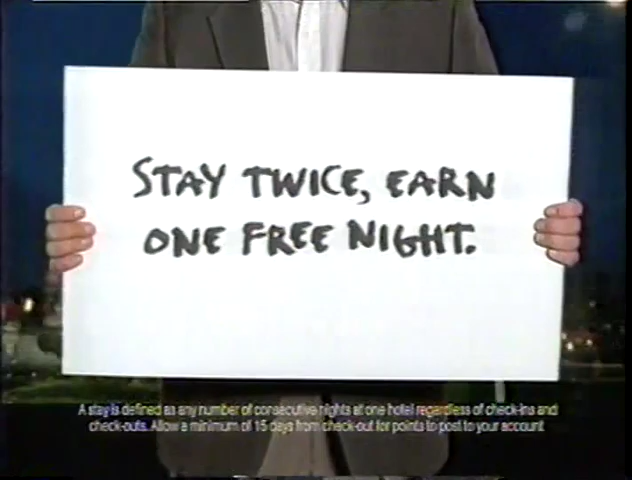 STAY TWICE, EARN
ONE FREE NIGHT.
A stay is defined as any number of consecutive nights at one hotel regardless of check-ins and
check-outs. Allow a minimum of 15 days from check-out for points to post to your account